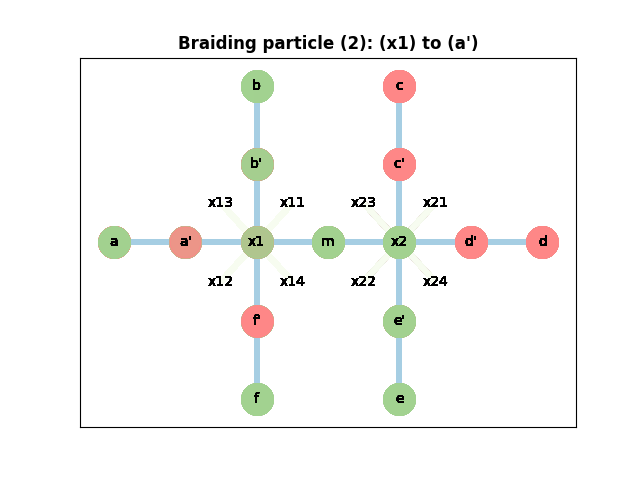 Braiding particle (2): (x1) to (a')
b c
b' c'
x13 x11 x23 x21
a a' x1 m x2 d' d
x12 x14 x22 x24
f' e'
f e